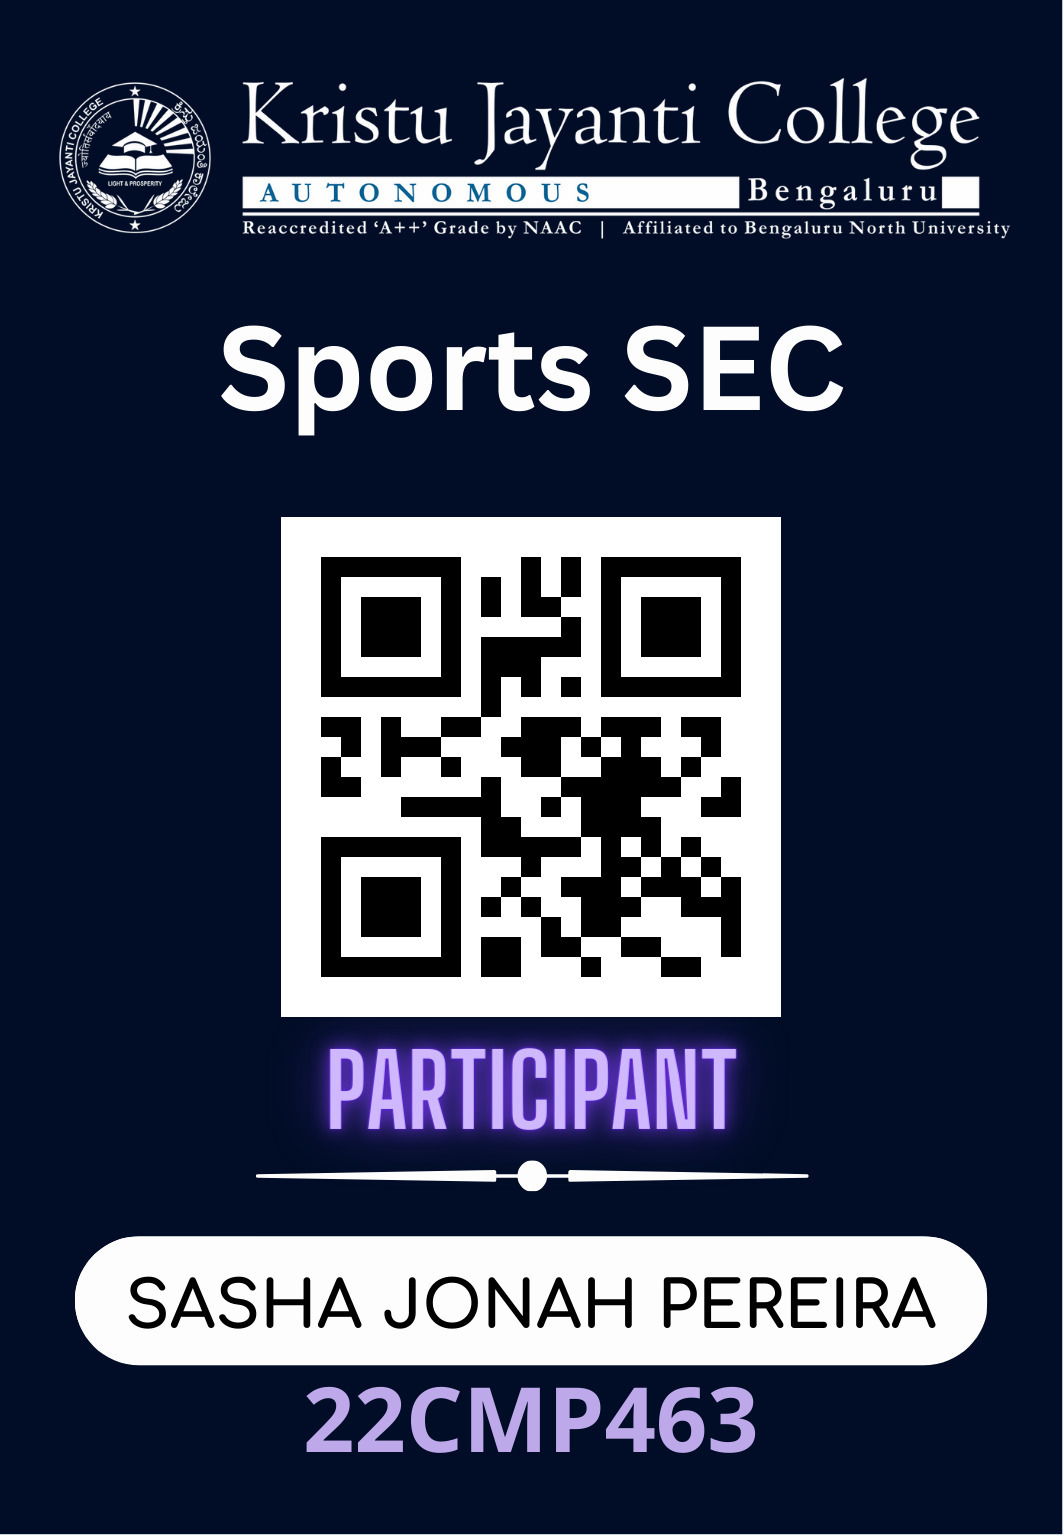 KRISTU JAYANTI COLLEGE
LIGHT & PROSPERITY
Kristu Jayanti College
AUTONOMOUS Bengaluru
Reaccredited ‘A++’ Grade by NAAC | Affiliated to Bengaluru North University
Sports SEC
PARTICIPANT
SASHA JONAH PEREIRA
22CMP463